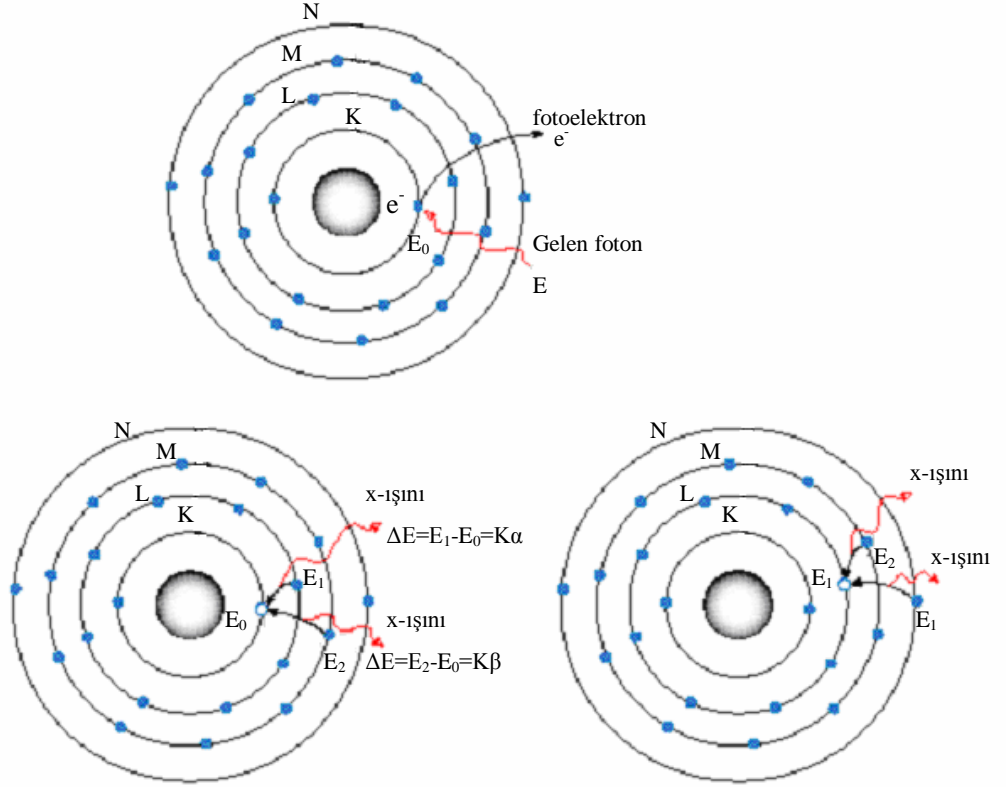 N
M
L
K
fotoelektron
e⁻
e⁻
E₀
Gelen foton
E
N
M
L
K
x-ışını
ΔE=E₁-E₀=Kα
E₁
E₀
x-ışını
E₂
ΔE=E₂-E₀=Kβ
N
M
L
K
x-ışını
E₂
x-ışını
E₁
E₁